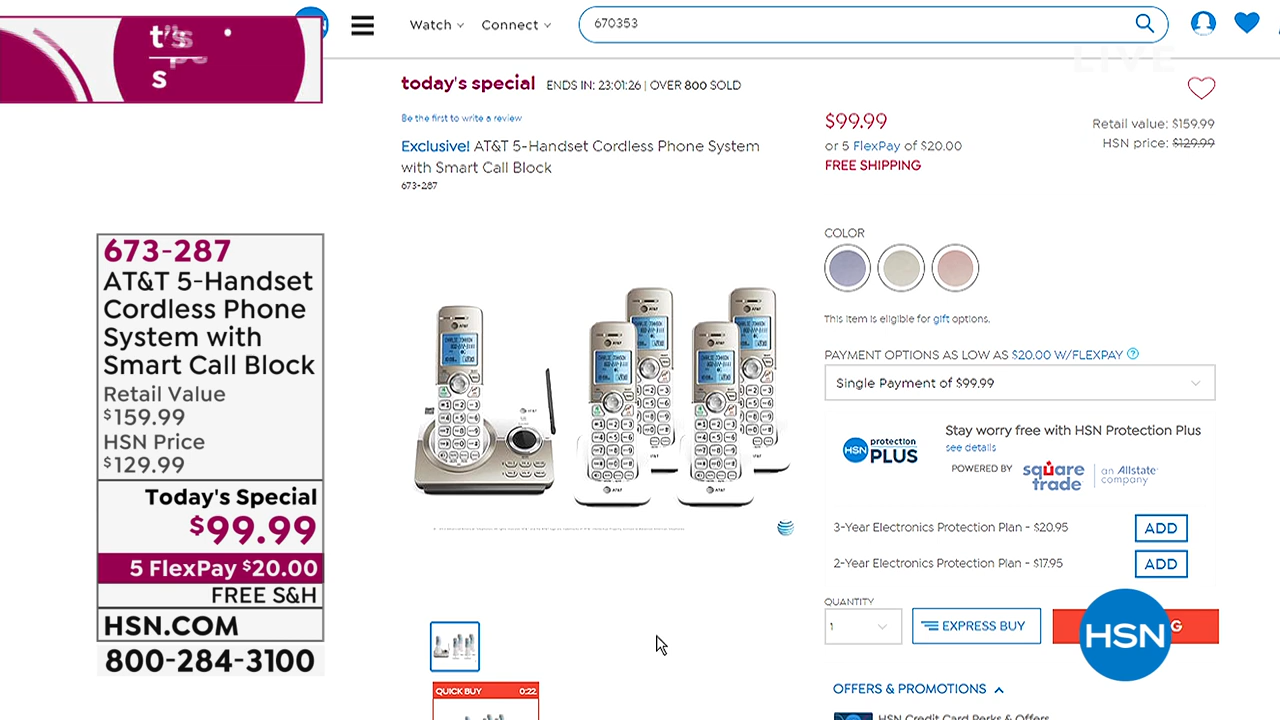 t's
s
Watch
Connect
670353
LIVE
today's special
ENDS IN: 23:01:26 | OVER 800 SOLD
Be the first to write a review
Exclusive! AT&T 5-Handset Cordless Phone System
with Smart Call Block
673-287
$99.99
or 5 FlexPay of $20.00
FREE SHIPPING
Retail value: $159.99
HSN price: $129.99
673-287
AT&T 5-Handset
Cordless Phone
System with
Smart Call Block
Retail Value
$159.99
HSN Price
$129.99
Today's Special
$99.99
5 FlexPay $20.00
FREE S&H
HSN.COM
800-284-3100
COLOR
This item is eligible for gift options.
PAYMENT OPTIONS AS LOW AS $20.00 W/FLEXPAY ?
Single Payment of $99.99
HSN protection PLUS
Stay worry free with HSN Protection Plus
see details
POWERED BY
square trade
an Allstate company
3-Year Electronics Protection Plan - $20.95
ADD
2-Year Electronics Protection Plan - $17.95
ADD
QUANTITY
1
EXPRESS BUY
G
HSN
QUICK BUY 0:22
OFFERS & PROMOTIONS
HSN Credit Card Perks & Offers